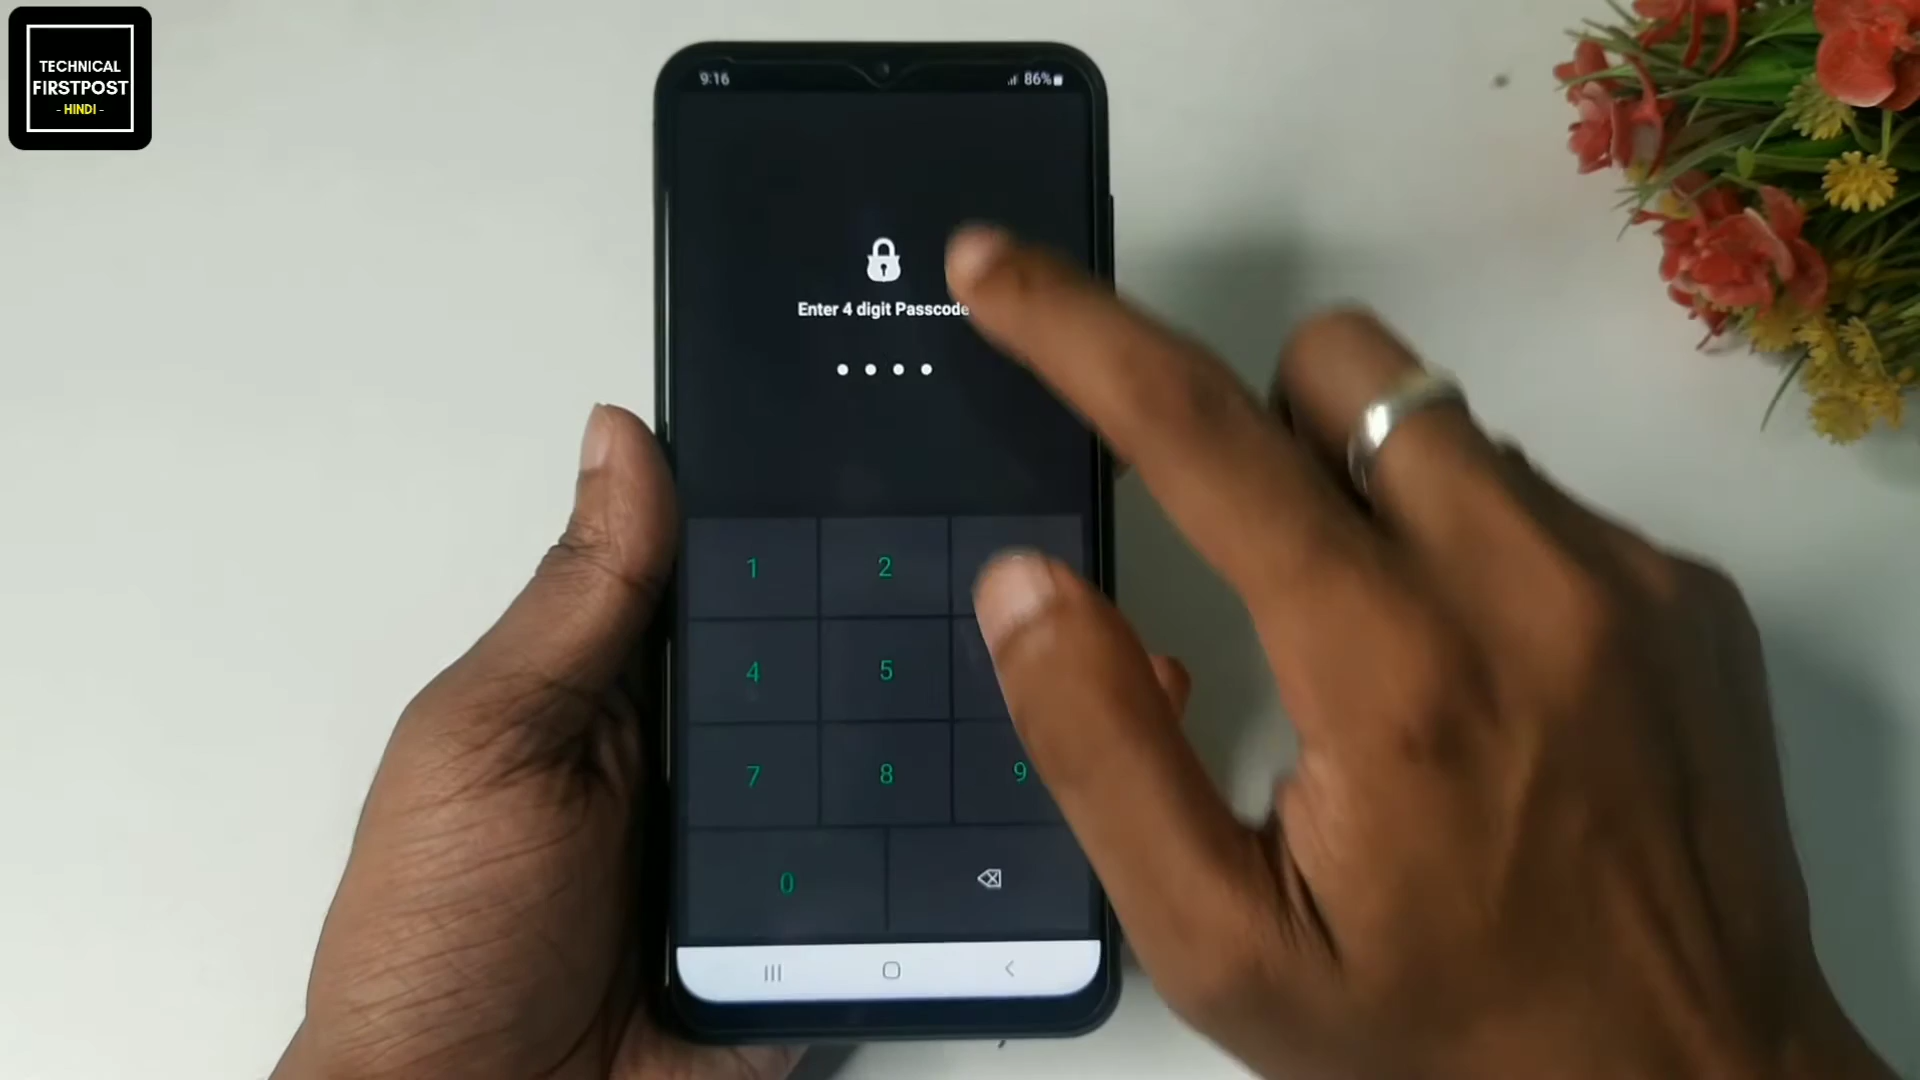 TECHNICAL
FIRSTPOST
- HINDI -
9:16
86%
Enter 4 digit Passcode
1 2
4 5
7 8 9
0